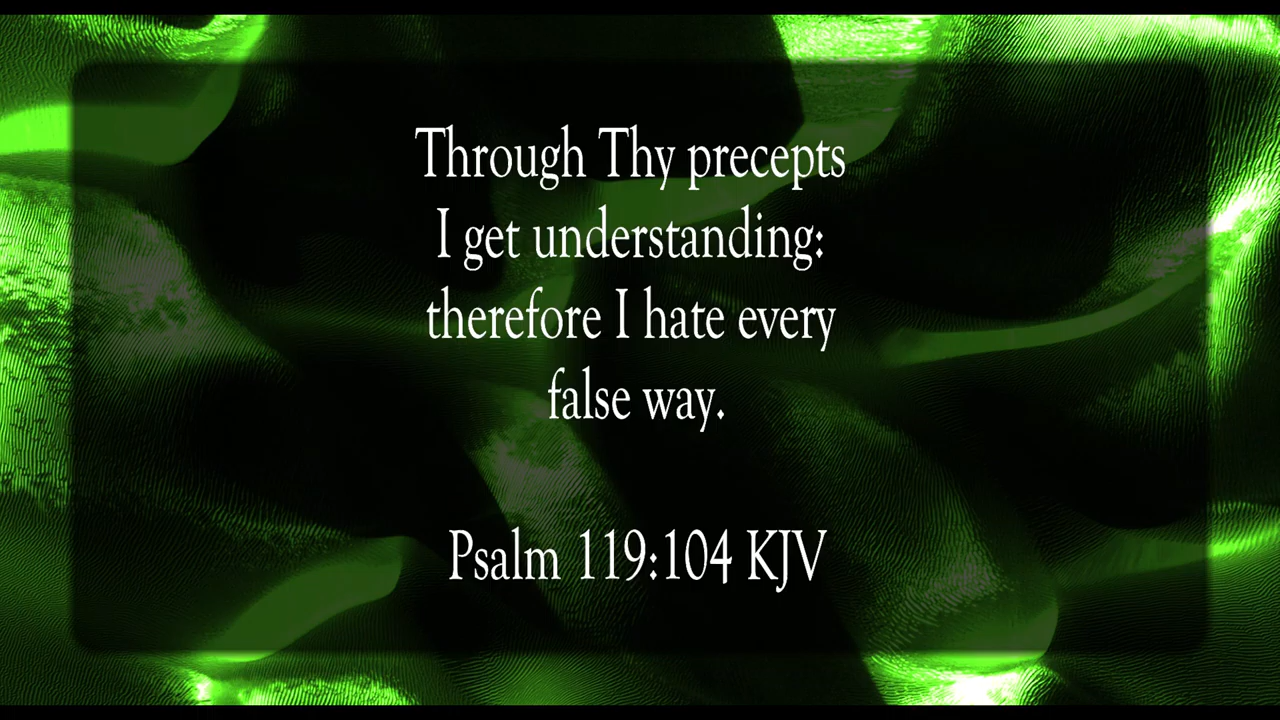 Through Thy precepts
I get understanding:
therefore I hate every
false way.
Psalm 119:104 KJV